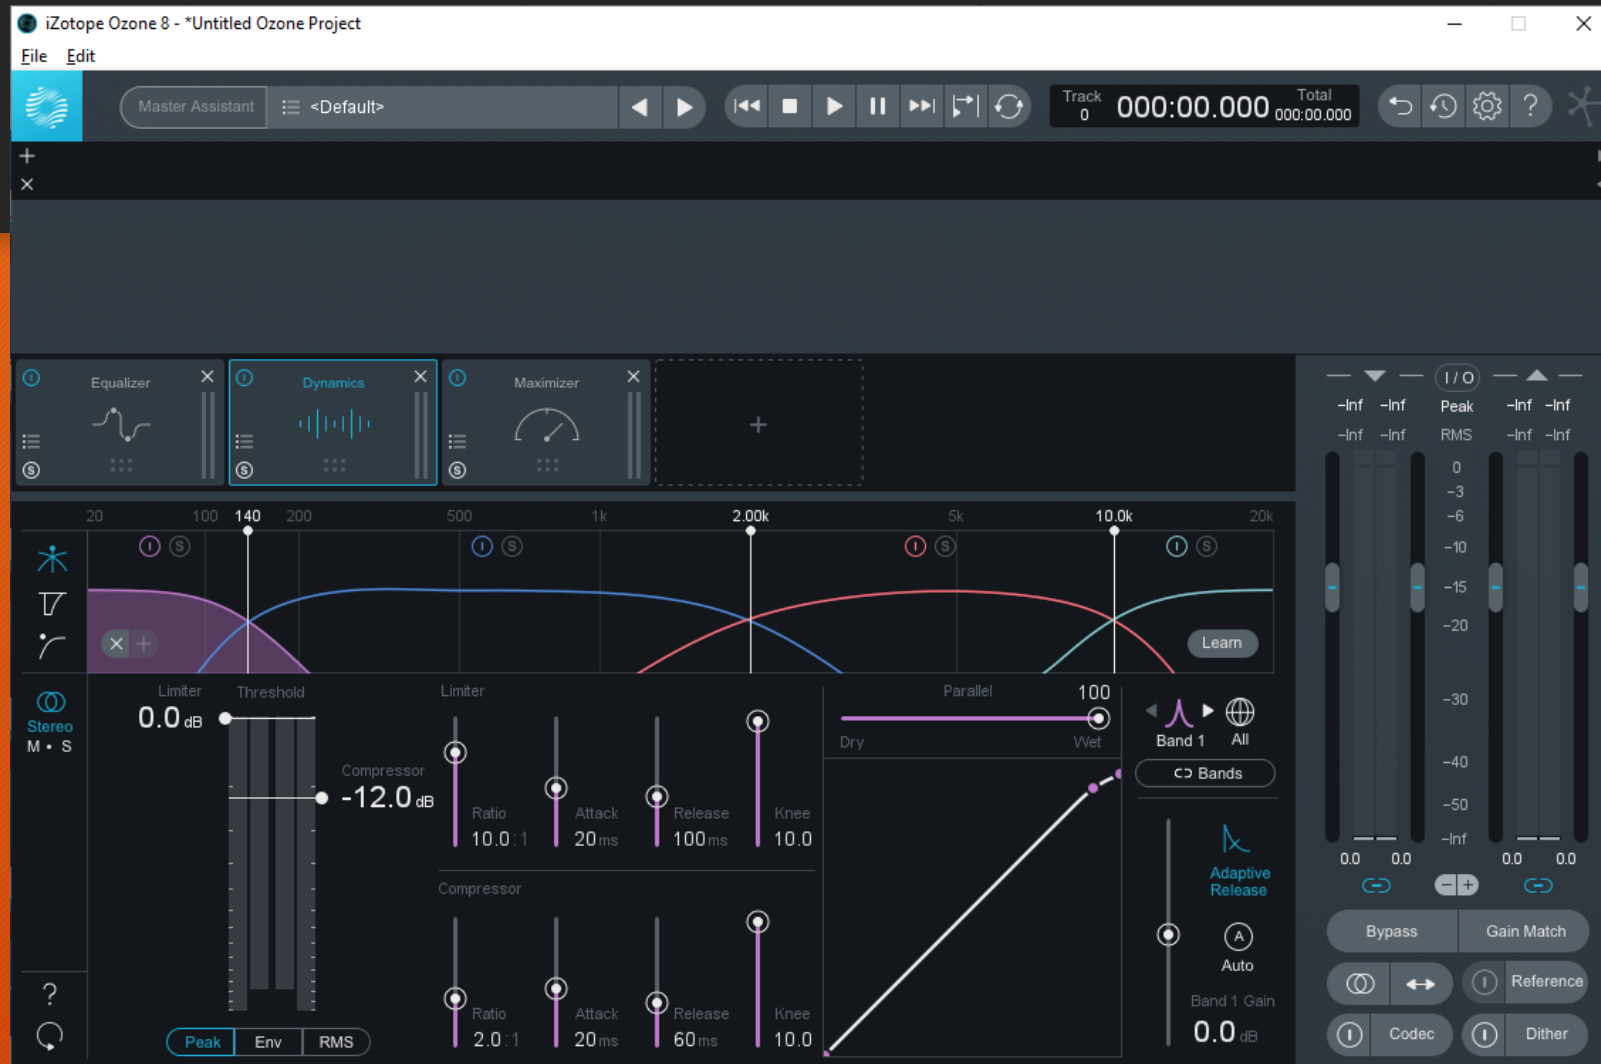 iZotope Ozone 8 - *Untitled Ozone Project
File Edit
Master Assistant <Default>
Track 0 000:00.000 Total 000:00.000
?
Equalizer Dynamics Maximizer
S S S
I/O
-Inf -Inf Peak -Inf -Inf
-Inf -Inf RMS -Inf -Inf
0
-3
-6
-10
-15
-20
-30
-40
-50
-Inf
0.0 0.0 0.0 0.0
Bypass Gain Match
Reference
Codec Dither
20 100 140 200 500 1k 2.00k 5k 10.0k 20k
S S S S
Learn
Stereo
M • S
Limiter Threshold
0.0 dB
Compressor
-12.0 dB
Peak Env RMS
?
Limiter
Ratio Attack Release Knee
10.0:1 20 ms 100 ms 10.0
Compressor
Ratio Attack Release Knee
2.0:1 20 ms 60 ms 10.0
Parallel 100
Dry Wet
Band 1 All
Bands
Adaptive
Release
A
Auto
Band 1 Gain
0.0 dB